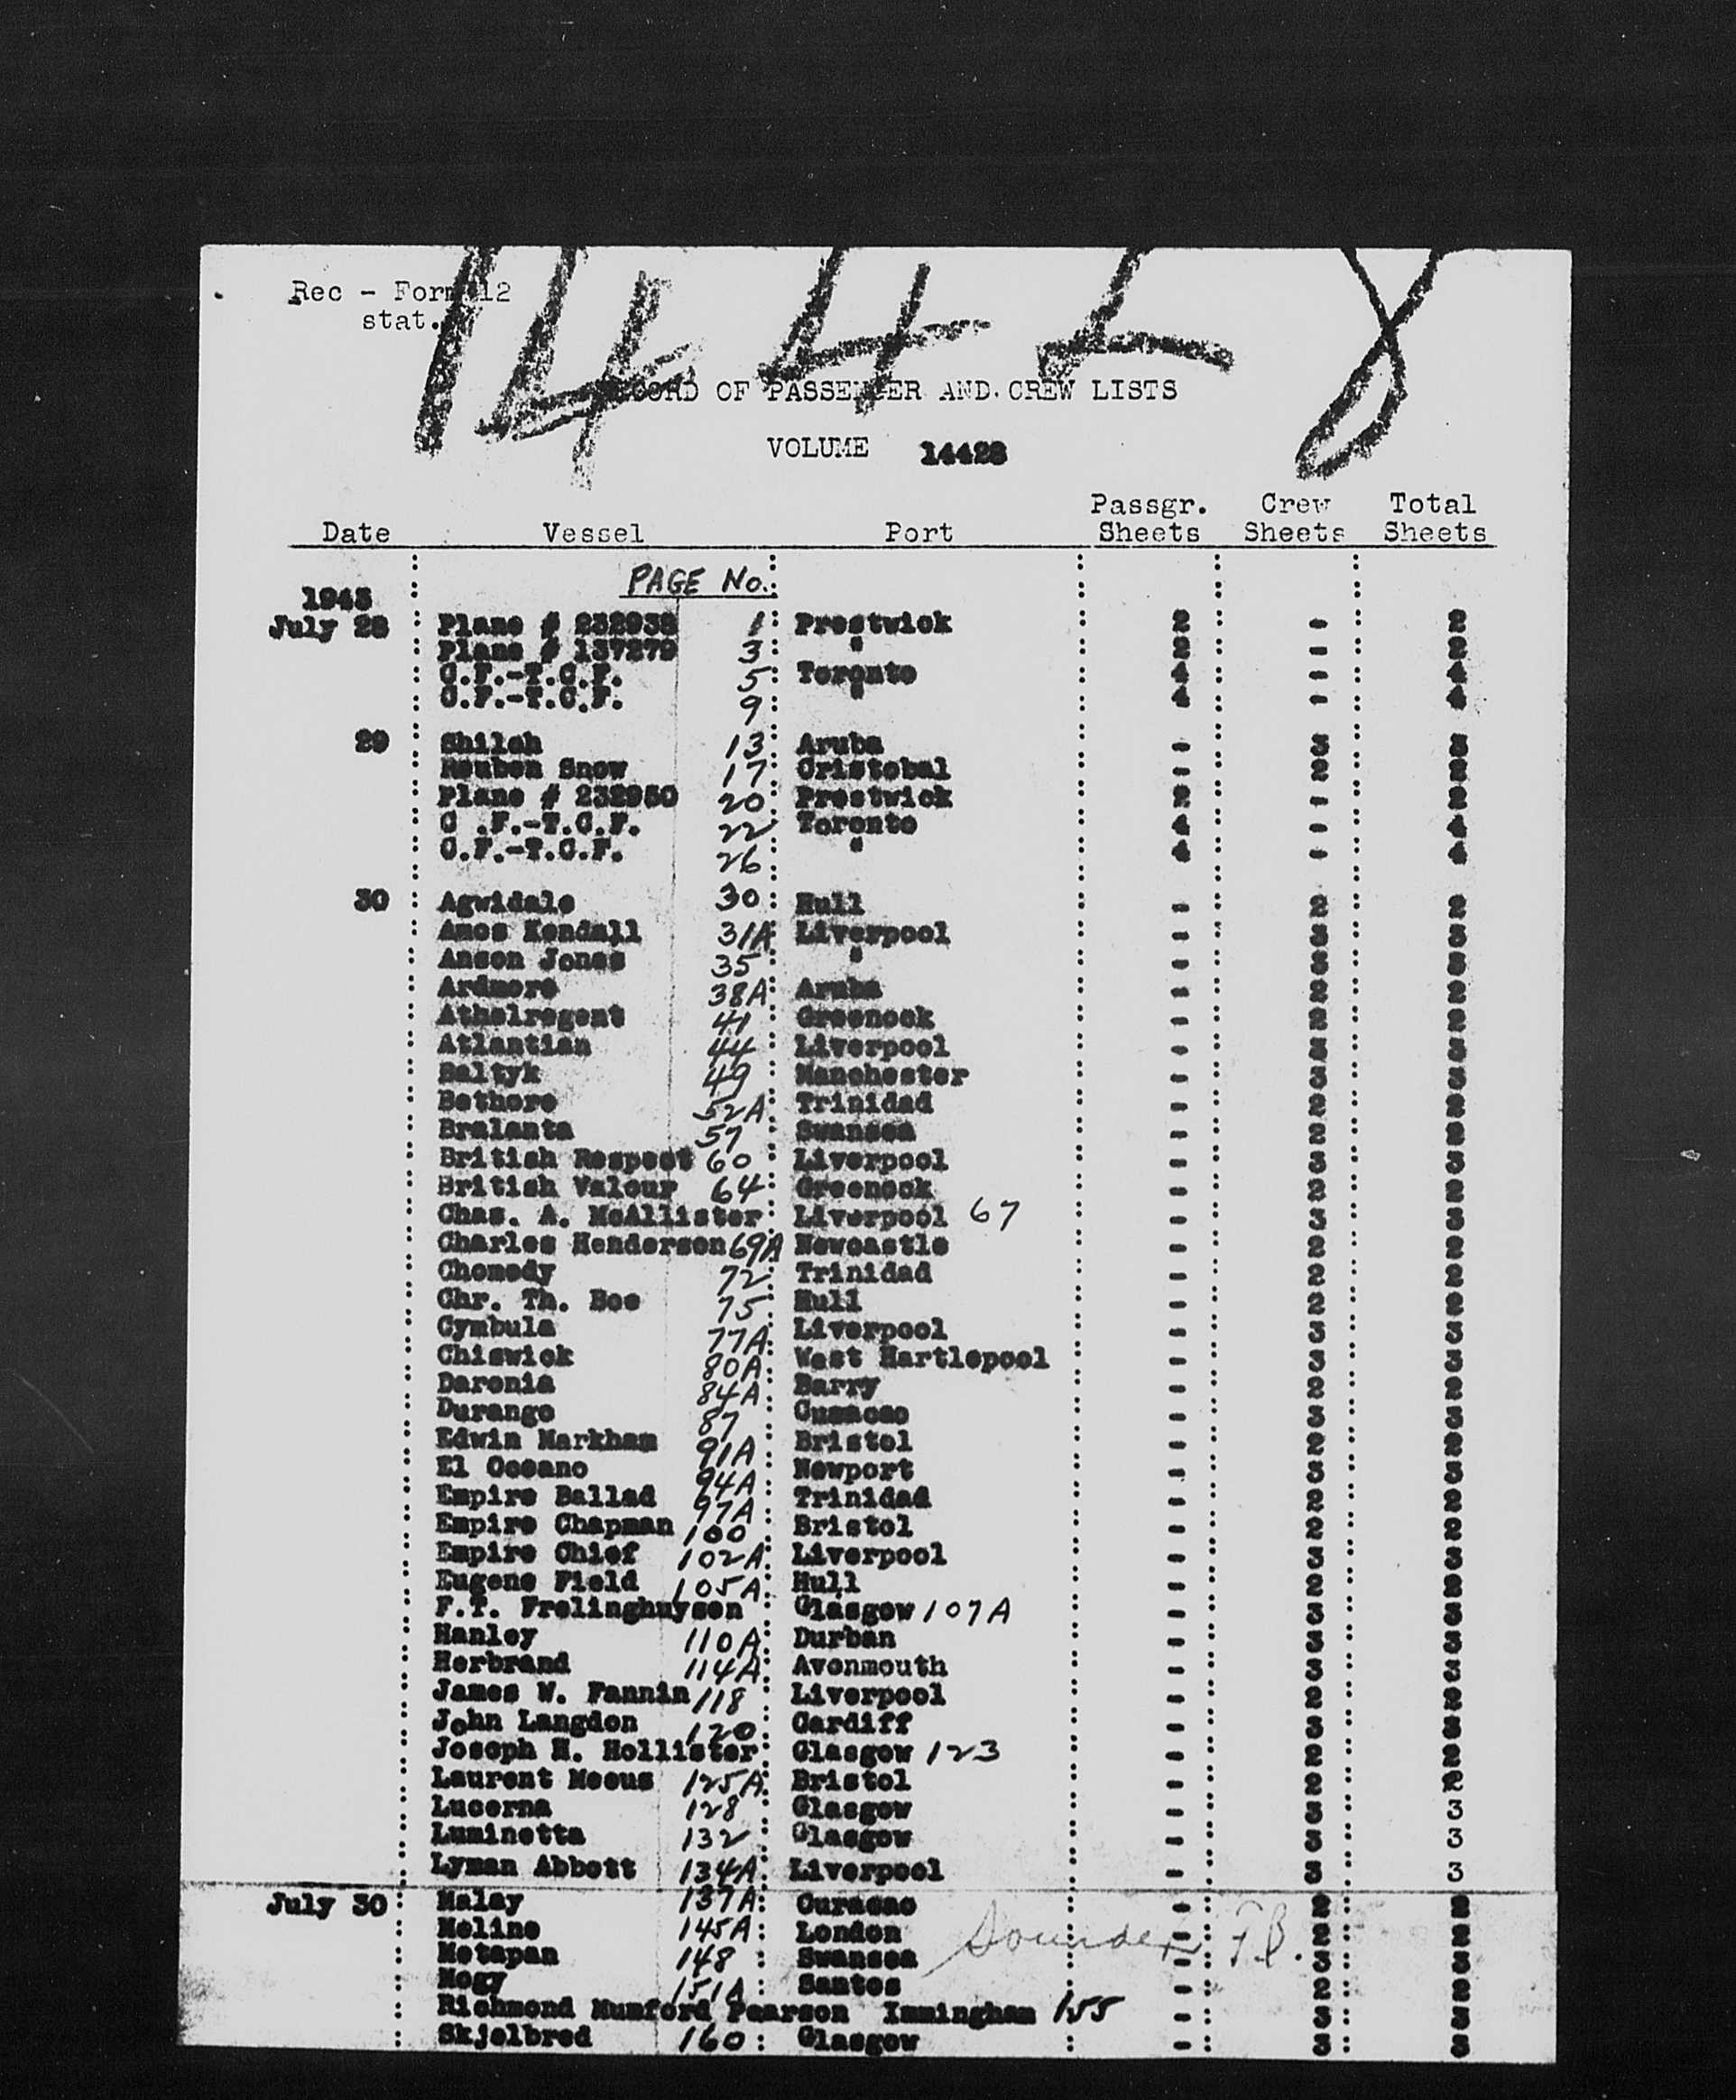 14428
Rec - Form 12
stat.
RECORD OF PASSENGER AND CREW LISTS
VOLUME 14428
Date Vessel Port Passgr. Sheets Crew Sheets Total Sheets
PAGE No.
1943
July 28 Plane # 232938 1 Prestwick 2 - 2
Plane # 137279 3 " 2 - 2
C.F.-T.C.F. 5 Toronto 4 - 4
C.F.-T.C.F. 9 " 4 - 4
29 Shiloh 13 Aruba - 3 3
Reuben Snow 17 Cristobal - 2 2
Plane # 232950 20 Prestwick 2 - 2
C .F.-T.C.F. 22 Toronto 4 - 4
C.F.-T.C.F. 26 " 4 - 4
30 Agwidale 30 Hull - 2 2
Amos Kendall 31A Liverpool - 3 3
Anson Jones 35 " - 3 3
Ardmore 38A Aruba - 2 2
Athelregent 41 Greenock - 2 2
Atlantian 44 Liverpool - 3 3
Baltyk 49 Manchester - 3 3
Bethore 52A Trinidad - 2 2
Bralanta 57 Swansea - 2 2
British Respect 60 Liverpool - 3 3
British Valour 64 Greenock - 2 2
Chas. A. McAllister Liverpool 67 - 3 3
Charles Henderson 69A Newcastle - 2 2
Chomedy 72 Trinidad - 2 2
Chr. Th. Boe 75 Hull - 2 2
Cymbula 77A Liverpool - 3 3
Chiswick 80A West Hartlepool - 3 3
Daronia 84A Barry - 2 2
Durango 87 Curacao - 3 3
Edwin Markham 91A Bristol - 2 2
El Oceano 94A Newport - 3 3
Empire Ballad 97A Trinidad - 2 2
Empire Chapman 100 Bristol - 2 2
Empire Chief 102A Liverpool - 3 3
Eugene Field 105A Hull - 2 2
F.T. Frelinghuysen Glasgow 107A - 3 3
Hanley 110A Durban - 3 3
Herbrand 114A Avonmouth - 3 3
James W. Fannin 118 Liverpool - 2 2
John Langdon 120 Cardiff - 3 3
Joseph H. Hollister Glasgow 123 - 2 2
Laurent Meeus 125A Bristol - 2 2
Lucerna 128 Glasgow - 3 3
Luminetta 132 Glasgow - 3 3
Lyman Abbott 134A Liverpool - 3 3
July 30 Malay 137A Curacao - 2 2
Meline 145A London - 2 2
Metapan 148 Swansea - 3 3
Mogy 151A Santos - 2 2
Richmond Mumford Pearson Immingham 155 - 3 3
Skjelbred 160 Glasgow - 3 3